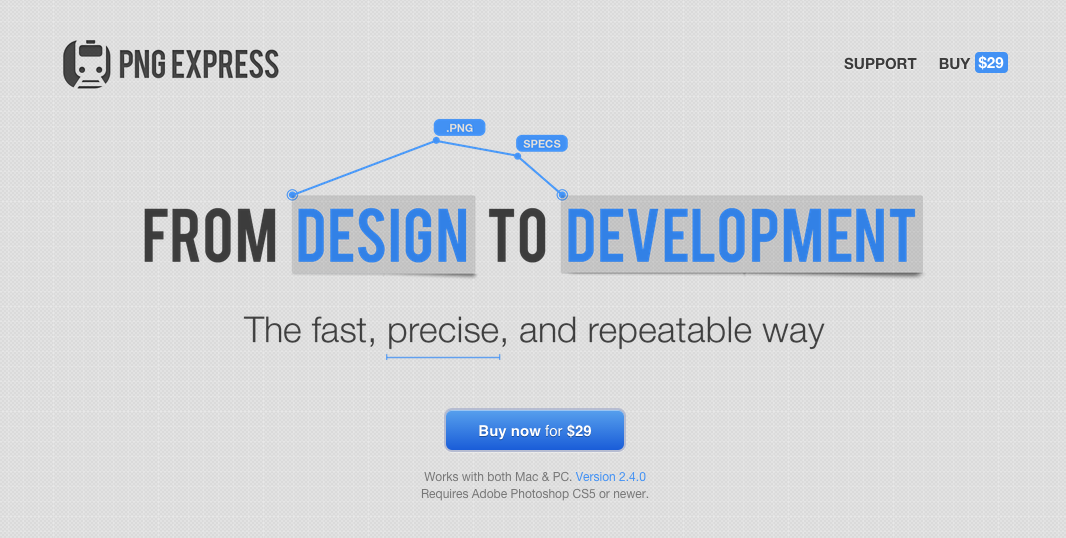 PNG EXPRESS
SUPPORT BUY $29
.PNG
SPECS
FROM DESIGN TO DEVELOPMENT
The fast, precise, and repeatable way
Buy now for $29
Works with both Mac & PC. Version 2.4.0
Requires Adobe Photoshop CS5 or newer.